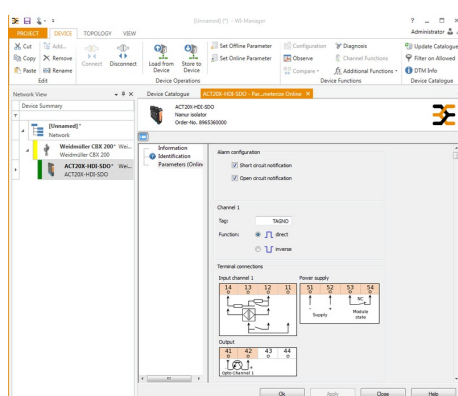 [Unnamed] (*) - WI-Manager
PROJECT DEVICE TOPOLOGY VIEW Administrator
Cut Add... Connect Disconnect Load from Device Store to Device Set Offline Parameter Configuration Diagnosis Update Catalogue
Copy Remove Set Online Parameter Observe Channel Functions Filter on Allowed
Paste Rename Compare Additional Functions DTM Info
Edit Device Operations Device Functions Device Catalogue
Network View
Device Catalogue ACT20X-HDI-SDO - Par...meterize Online
Device Summary
[Unnamed]*
Network
Weidmüller CBX 200* Wei...
Weidmüller CBX 200
ACT20X-HDI-SDO* Wei...
ACT20X-HDI-SDO
ACT20X-HDI-SDO
Namur isolator
Order-No. 8965360000
Information
Identification
Parameters (Online
Alarm configuration
Short circuit notification
Open circuit notification
Channel 1
Tag: TAGNO
Function: direct
inverse
Terminal connections
Input channel 1 Power supply
14 13 12 11 51 52 53 54
- + NC
Supply Module
state
Output
41 42 43 44
- +
Opto Channel 1
Ok Apply Close Help